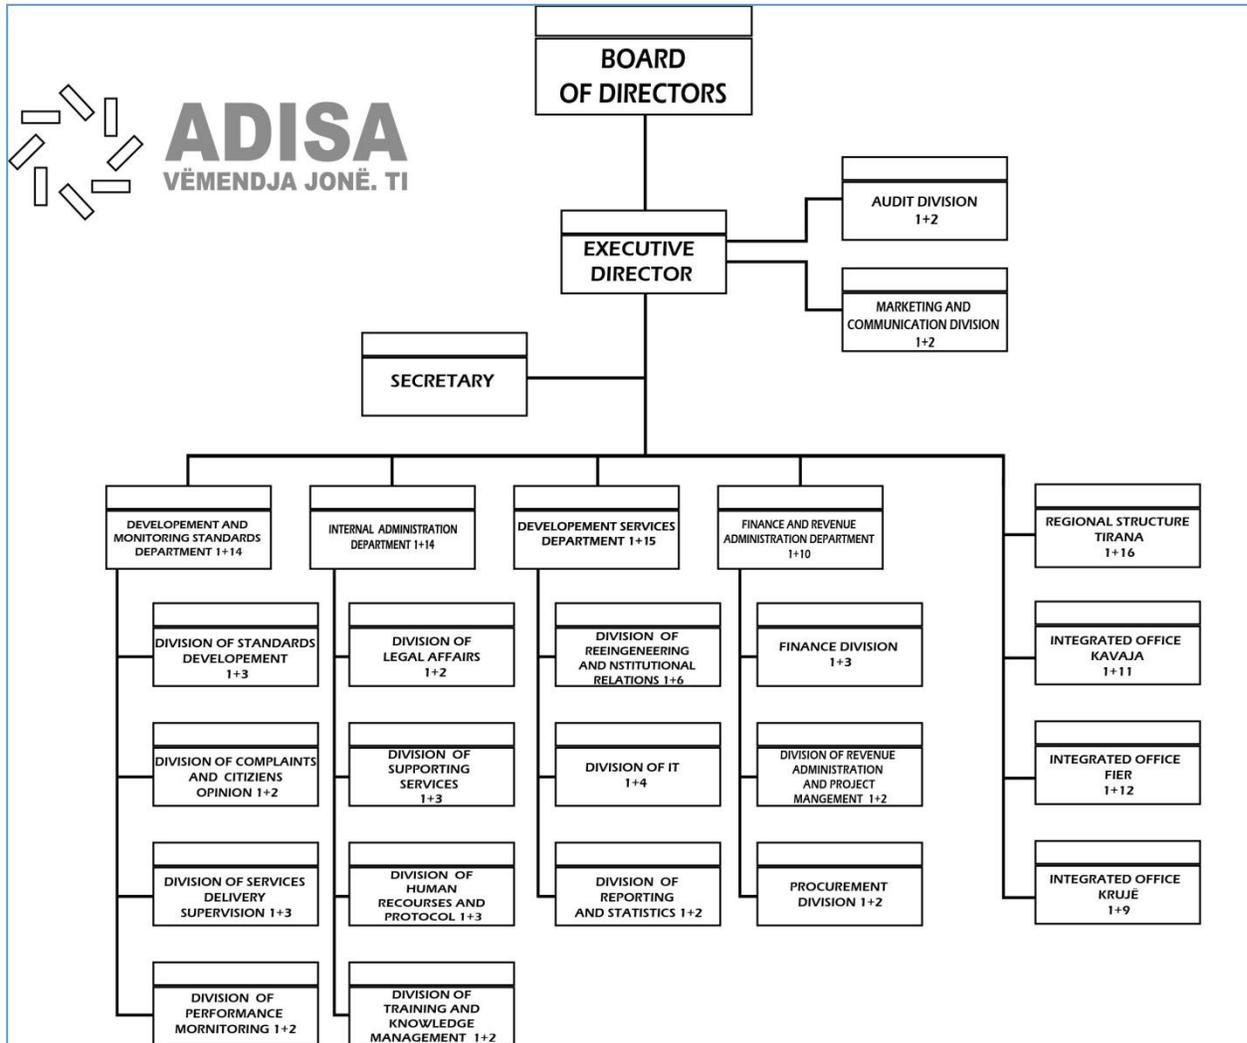 BOARD
OF DIRECTORS
ADISA
VËMENDJA JONË. TI
AUDIT DIVISION
1+2
EXECUTIVE
DIRECTOR
MARKETING AND
COMMUNICATION DIVISION
1+2
SECRETARY
DEVELOPEMENT AND
MONITORING STANDARDS
DEPARTMENT 1+14
INTERNAL ADMINISTRATION
DEPARTMENT 1+14
DEVELOPEMENT SERVICES
DEPARTMENT 1+15
FINANCE AND REVENUE
ADMINISTRATION DEPARTMENT
1+10
REGIONAL STRUCTURE
TIRANA
1+16
DIVISION OF STANDARDS
DEVELOPEMENT
1+3
DIVISION OF
LEGAL AFFAIRS
1+2
DIVISION OF
REEINGENEERING
AND NSTITUTIONAL
RELATIONS 1+6
FINANCE DIVISION
1+3
INTEGRATED OFFICE
KAVAJA
1+11
DIVISION OF COMPLAINTS
AND CITIZIENS
OPINION 1+2
DIVISION OF
SUPPORTING
SERVICES
1+3
DIVISION OF IT
1+4
DIVISION OF REVENUE
ADMINISTRATION
AND PROJECT
MANGEMENT 1+2
INTEGRATED OFFICE
FIER
1+12
DIVISION OF SERVICES
DELIVERY
SUPERVISION 1+3
DIVISION OF
HUMAN
RECOURSES AND
PROTOCOL 1+3
DIVISION OF
REPORTING
AND STATISTICS 1+2
PROCUREMENT
DIVISION 1+2
INTEGRATED OFFICE
KRUJË
1+9
DIVISION OF
PERFORMANCE
MORNITORING 1+2
DIVISION OF
TRAINING AND
KNOWLEDGE
MANAGEMENT 1+2